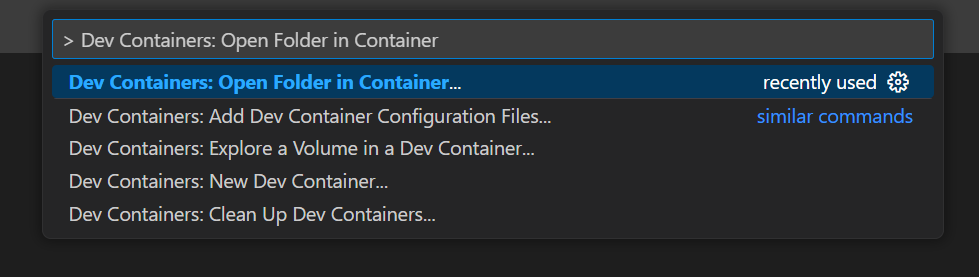 > Dev Containers: Open Folder in Container
Dev Containers: Open Folder in Container... recently used
Dev Containers: Add Dev Container Configuration Files... similar commands
Dev Containers: Explore a Volume in a Dev Container...
Dev Containers: New Dev Container...
Dev Containers: Clean Up Dev Containers...